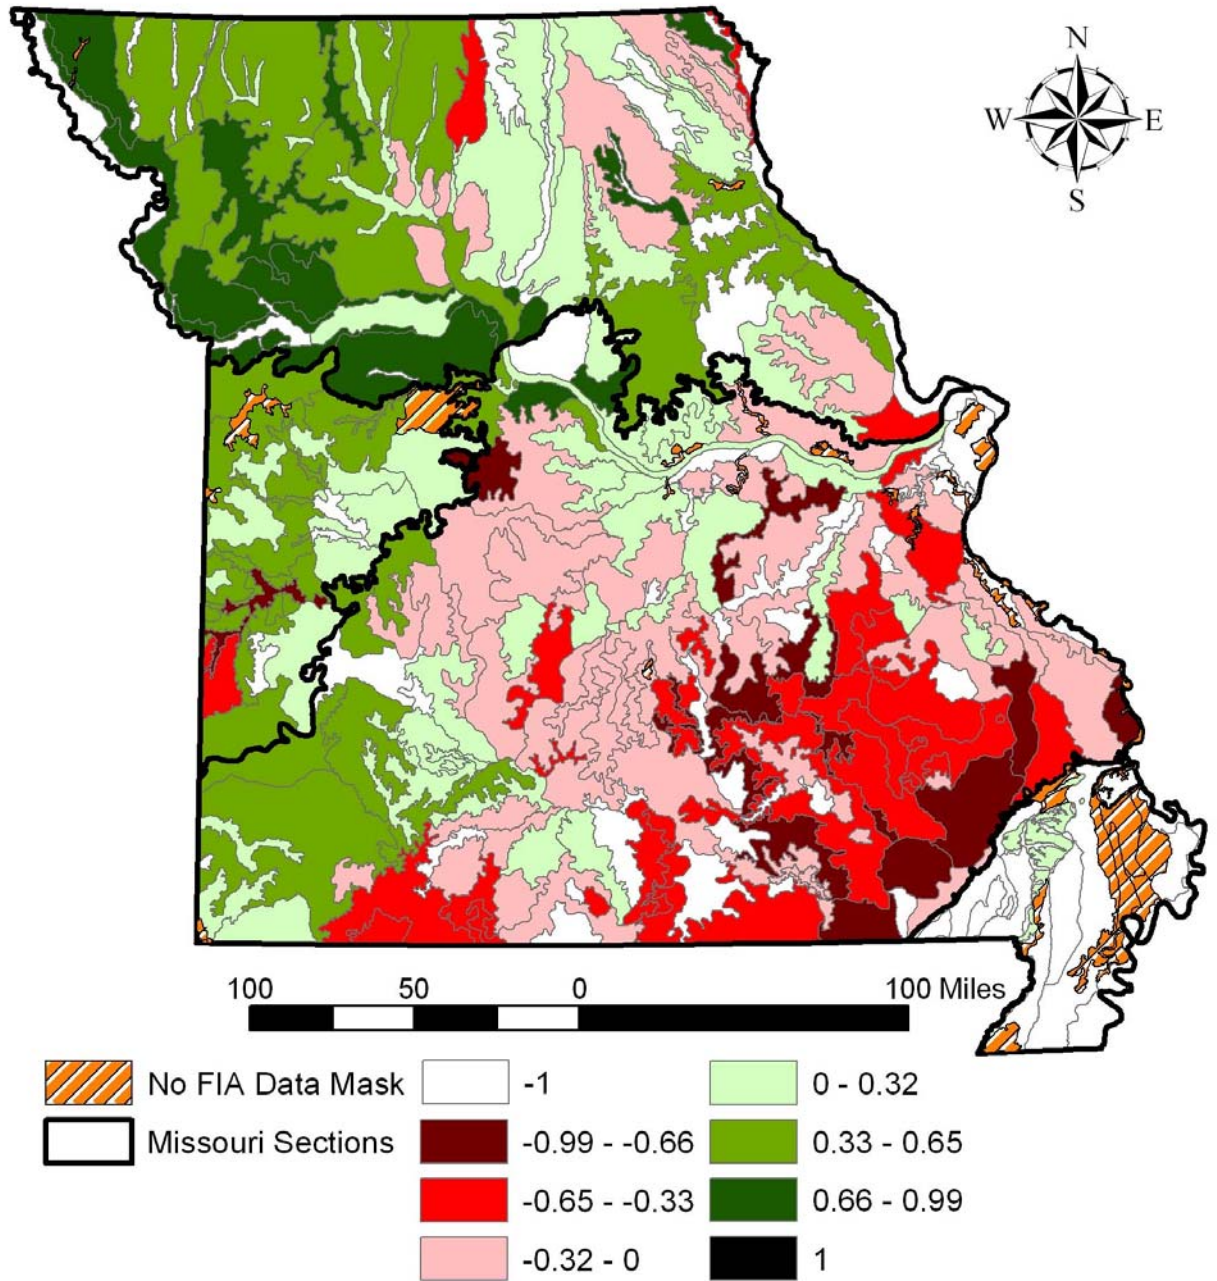 N
W E
S
100 50 0 100 Miles
No FIA Data Mask
Missouri Sections
-1
-0.99 - -0.66
-0.65 - -0.33
-0.32 - 0
0 - 0.32
0.33 - 0.65
0.66 - 0.99
1